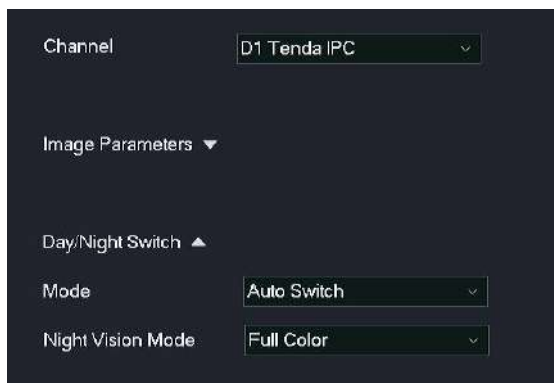 Channel D1 Tenda IPC
Image Parameters
Day/Night Switch
Mode Auto Switch
Night Vision Mode Full Color